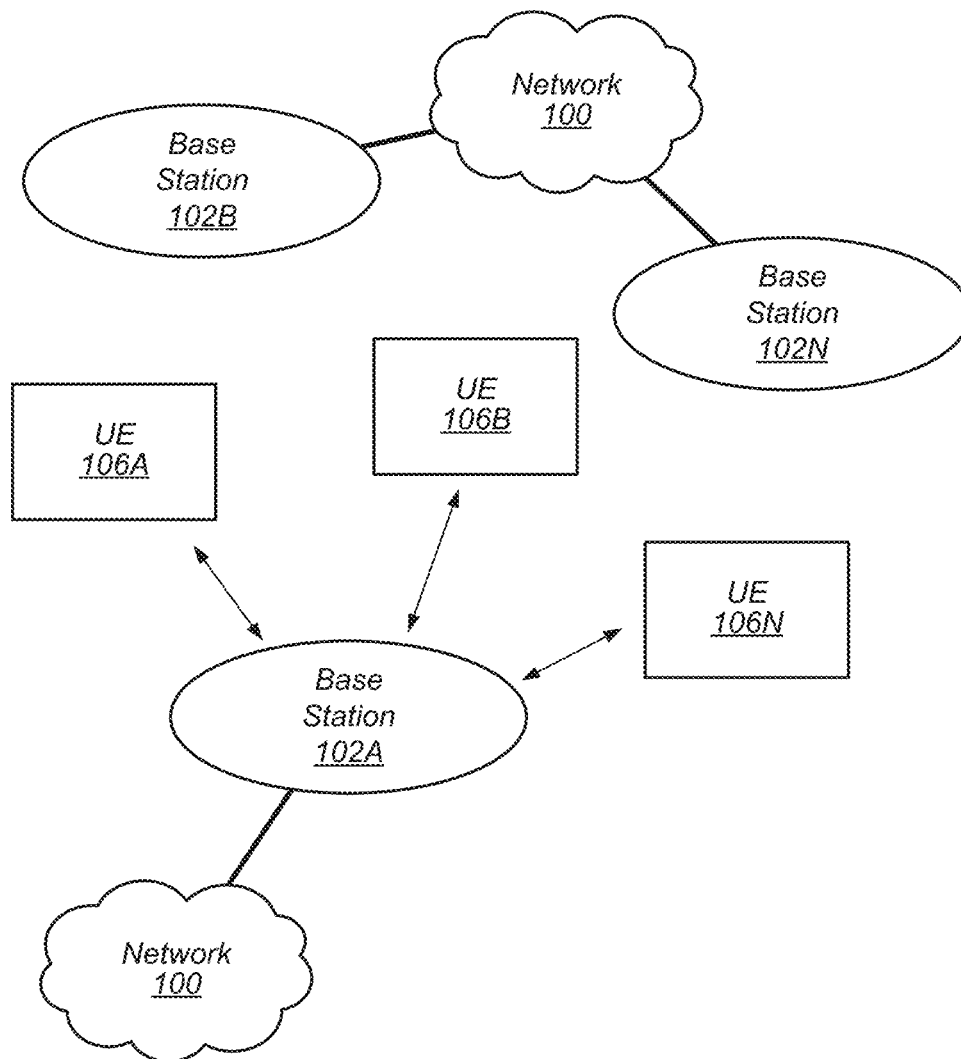 Network
100
Base
Station
102B
Base
Station
102N
UE
106B
UE
106A
UE
106N
Base
Station
102A
Network
100